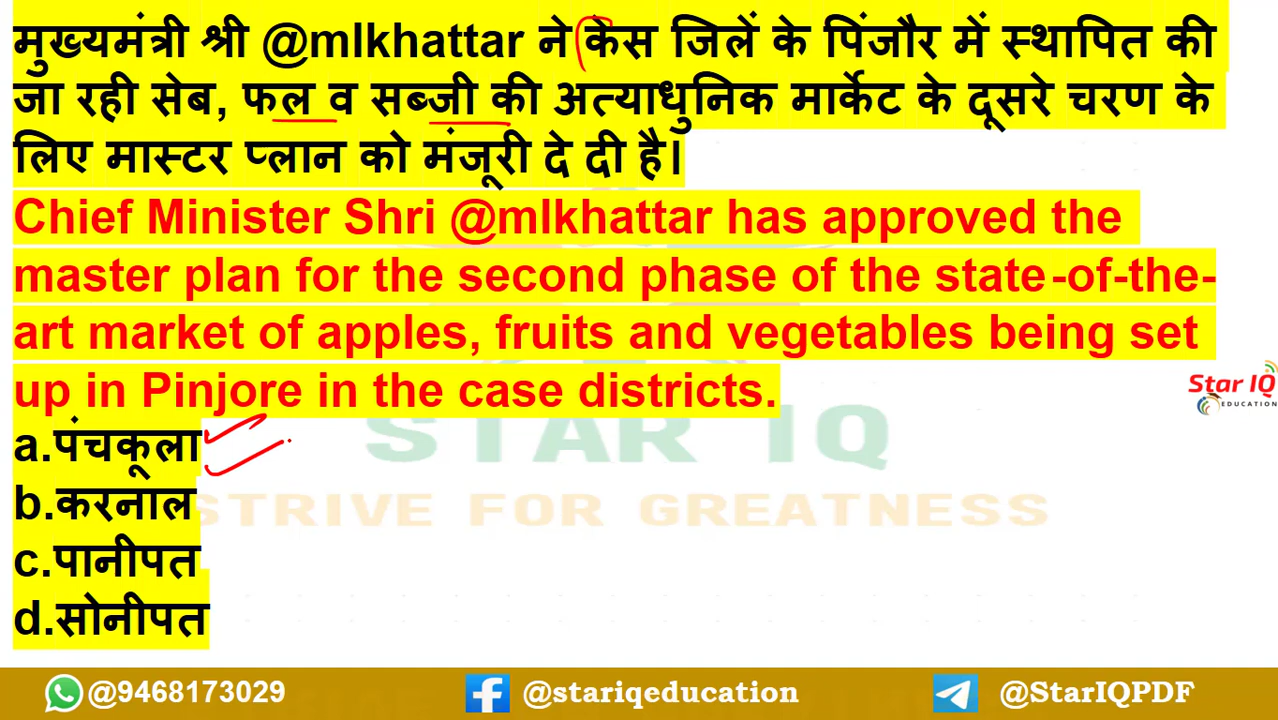 मुख्यमंत्री श्री @mlkhattar ने केस जिलें के पिंजौर में स्थापित की
जा रही सेब, फल व सब्जी की अत्याधुनिक मार्केट के दूसरे चरण के
लिए मास्टर प्लान को मंजूरी दे दी है।
Chief Minister Shri @mlkhattar has approved the
master plan for the second phase of the state-of-the-
art market of apples, fruits and vegetables being set
up in Pinjore in the case districts.
Star IQ
EDUCATION
a.पंचकूला
STAR IQ
b.करनाल
STRIVE FOR GREATNESS
c.पानीपत
d.सोनीपत
@9468173029 @stariqeducation @StarIQPDF